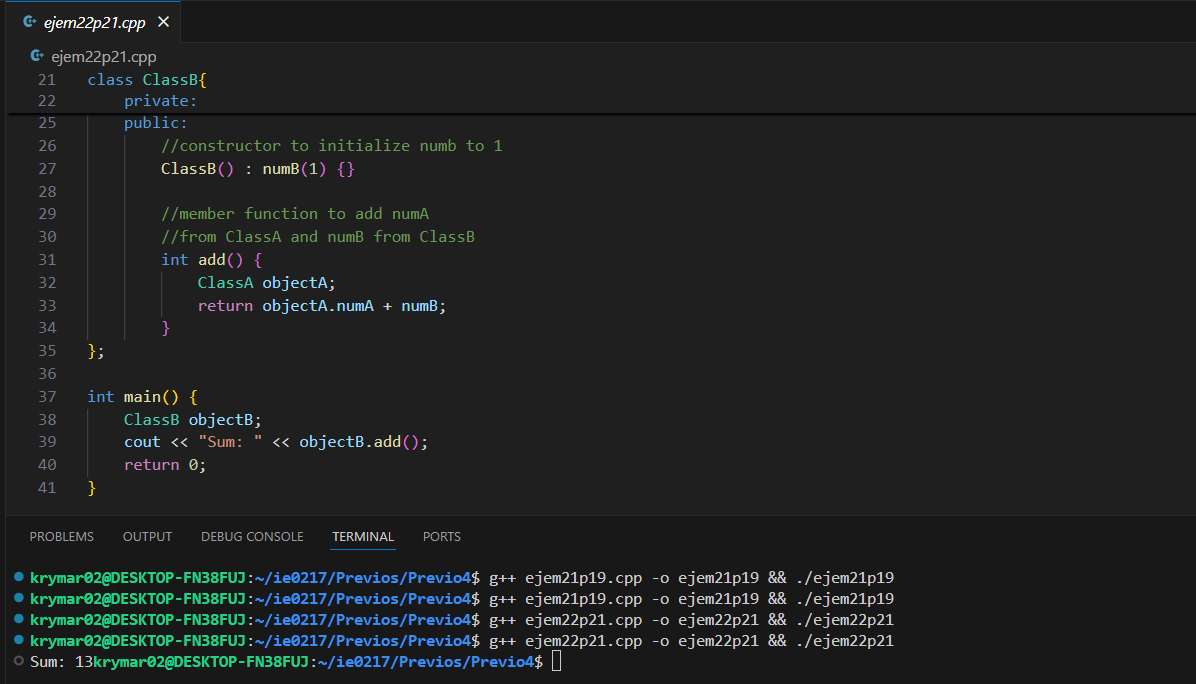 ejem22p21.cpp
ejem22p21.cpp
21 class ClassB{
22 private:
25 public:
26 //constructor to initialize numb to 1
27 ClassB() : numB(1) {}
28
29 //member function to add numA
30 //from ClassA and numB from ClassB
31 int add() {
32 ClassA objectA;
33 return objectA.numA + numB;
34 }
35 };
36
37 int main() {
38 ClassB objectB;
39 cout << "Sum: " << objectB.add();
40 return 0;
41 }
PROBLEMS OUTPUT DEBUG CONSOLE TERMINAL PORTS
krymar02@DESKTOP-FN38FUJ:~/ie0217/Previos/Previo4$ g++ ejem21p19.cpp -o ejem21p19 && ./ejem21p19
krymar02@DESKTOP-FN38FUJ:~/ie0217/Previos/Previo4$ g++ ejem21p19.cpp -o ejem21p19 && ./ejem21p19
krymar02@DESKTOP-FN38FUJ:~/ie0217/Previos/Previo4$ g++ ejem22p21.cpp -o ejem22p21 && ./ejem22p21
krymar02@DESKTOP-FN38FUJ:~/ie0217/Previos/Previo4$ g++ ejem22p21.cpp -o ejem22p21 && ./ejem22p21
Sum: 13krymar02@DESKTOP-FN38FUJ:~/ie0217/Previos/Previo4$